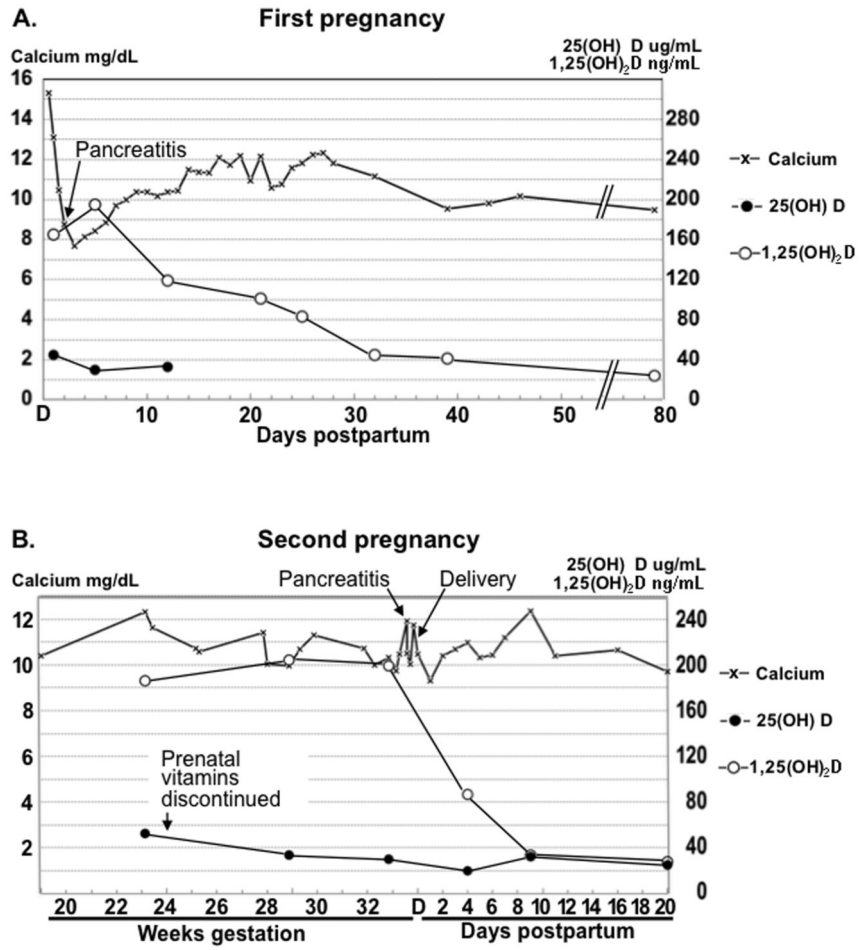 A.
First pregnancy
Calcium mg/dL
25(OH) D ug/mL
1,25(OH)₂D ng/mL
16
14
12
10
8
6
4
2
0
280
240
200
160
120
80
40
0
Pancreatitis
D 10 20 30 40 50 80
Days postpartum
-x- Calcium
-●- 25(OH) D
-○-1,25(OH)₂D
B.
Second pregnancy
Calcium mg/dL
25(OH) D ug/mL
1,25(OH)₂D ng/mL
Pancreatitis
Delivery
12
10
8
6
4
2
240
200
160
120
80
40
0
Prenatal
vitamins
discontinued
20 22 24 26 28 30 32 D 2 4 6 8 10 12 14 16 18 20
Weeks gestation
Days postpartum
-x- Calcium
-●- 25(OH) D
-○-1,25(OH)₂D